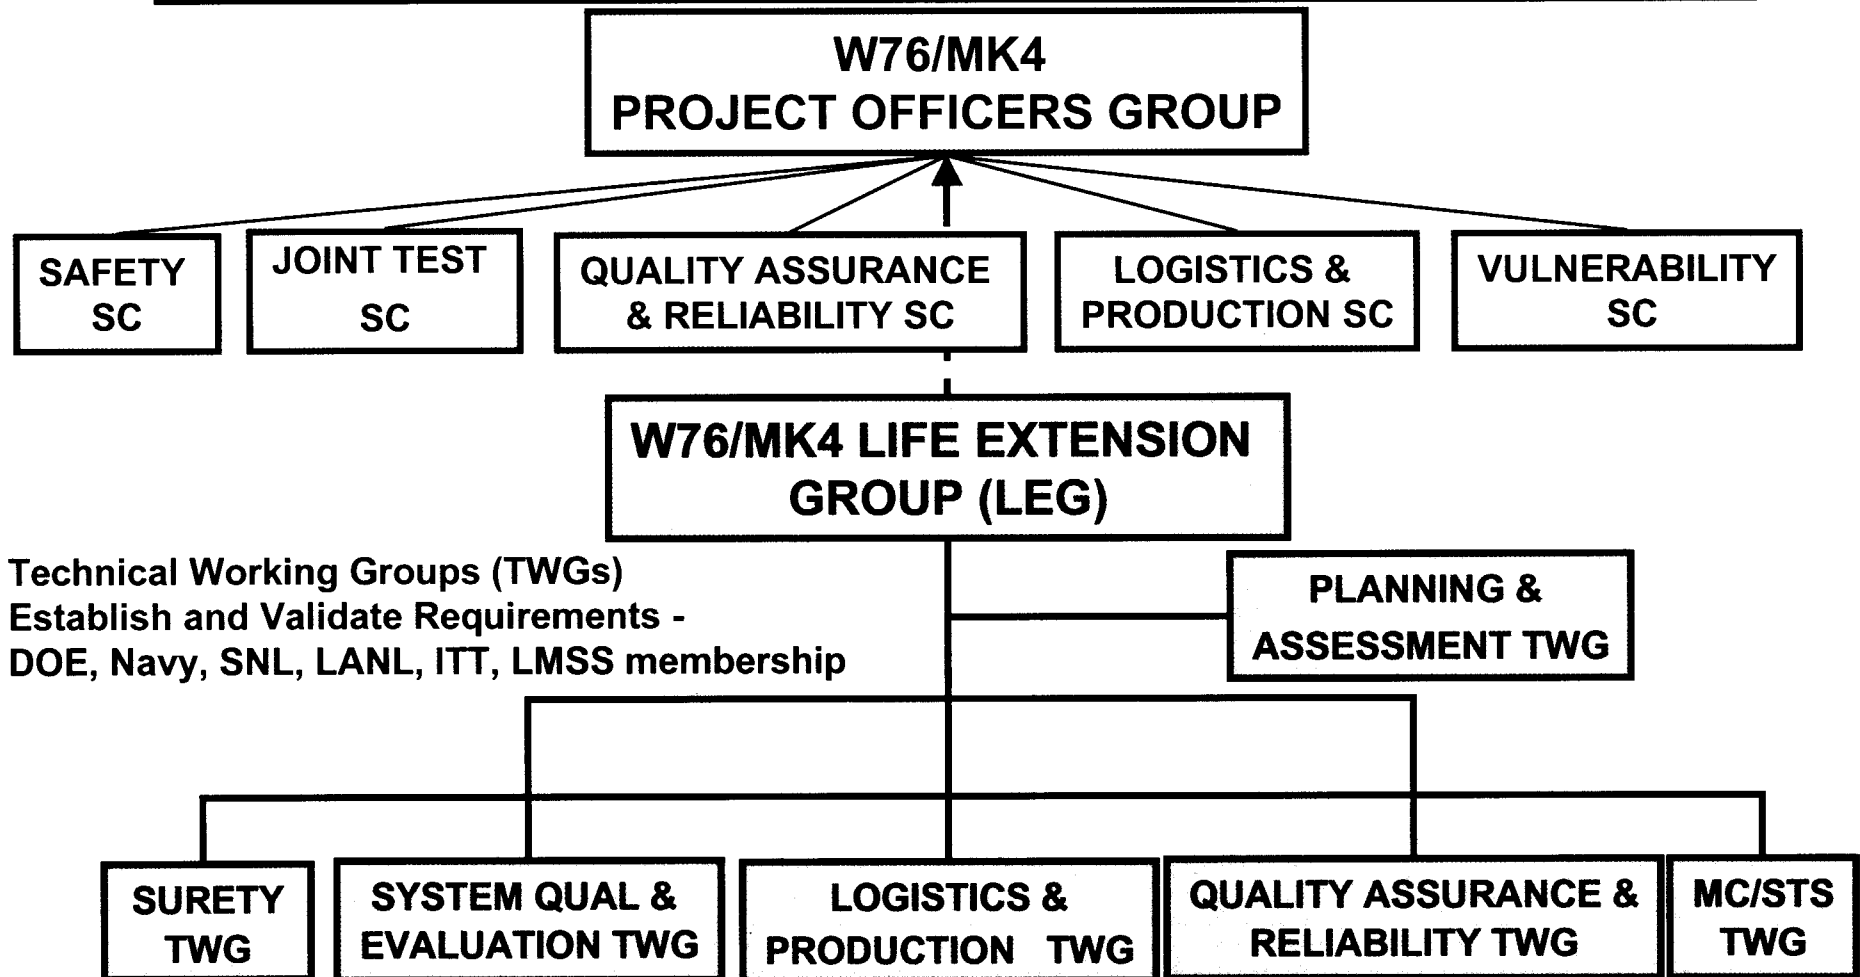 W76/MK4
PROJECT OFFICERS GROUP
SAFETY
SC
JOINT TEST
SC
QUALITY ASSURANCE
& RELIABILITY SC
LOGISTICS &
PRODUCTION SC
VULNERABILITY
SC
W76/MK4 LIFE EXTENSION
GROUP (LEG)
Technical Working Groups (TWGs)
Establish and Validate Requirements -
DOE, Navy, SNL, LANL, ITT, LMSS membership
PLANNING &
ASSESSMENT TWG
SURETY
TWG
SYSTEM QUAL &
EVALUATION TWG
LOGISTICS &
PRODUCTION TWG
QUALITY ASSURANCE &
RELIABILITY TWG
MC/STS
TWG